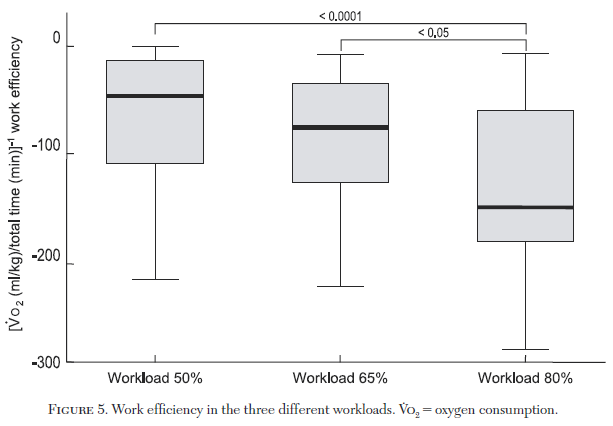 < 0.0001
< 0.05
0
-100
-200
-300
[V̇O₂ (ml/kg)/total time (min)]⁻¹ work efficiency
Workload 50% Workload 65% Workload 80%
FIGURE 5. Work efficiency in the three different workloads. V̇O₂ = oxygen consumption.